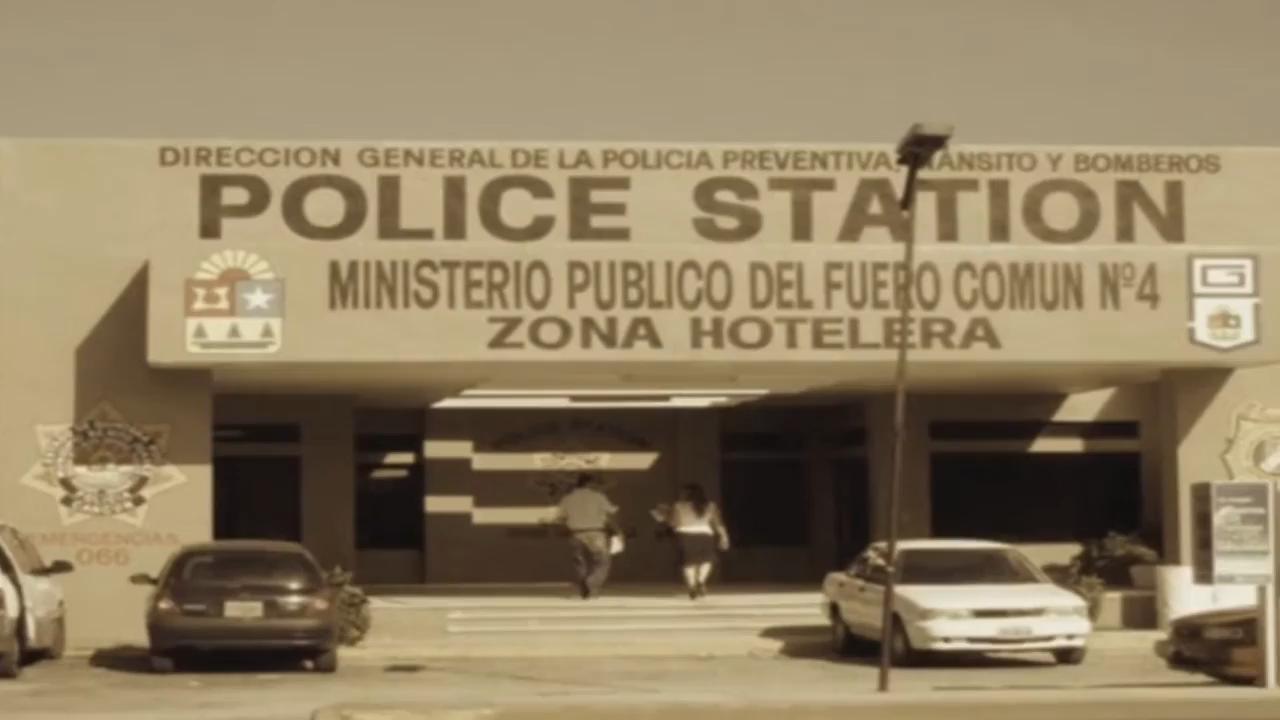 DIRECCION GENERAL DE LA POLICIA PREVENTIVA, TRANSITO Y BOMBEROS
POLICE STATION
MINISTERIO PUBLICO DEL FUERO COMUN Nº4
ZONA HOTELERA
EMERGENCIAS
066